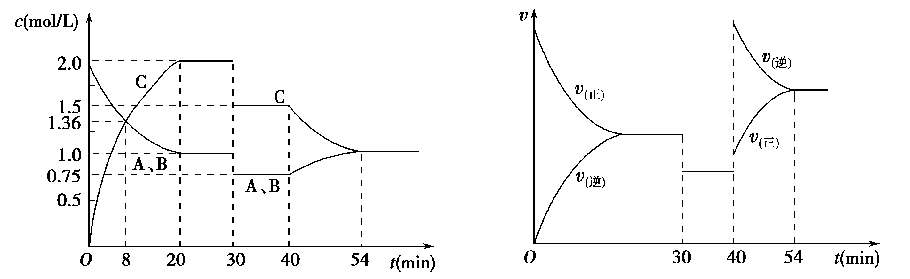 c(mol/L)
2.0
1.5
1.36
1.0
0.75
0.5
C
A、B
C
A、B
O 8 20 30 40 54 t(min)
v
v(正)
v(逆)
v(逆)
v(正)
O 30 40 54 t(min)